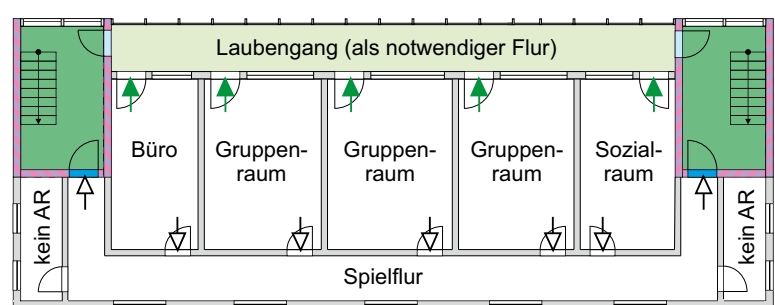 Laubengang (als notwendiger Flur)
Büro
Gruppen-
raum
Gruppen-
raum
Gruppen-
raum
Sozial-
raum
kein AR
kein AR
Spielflur